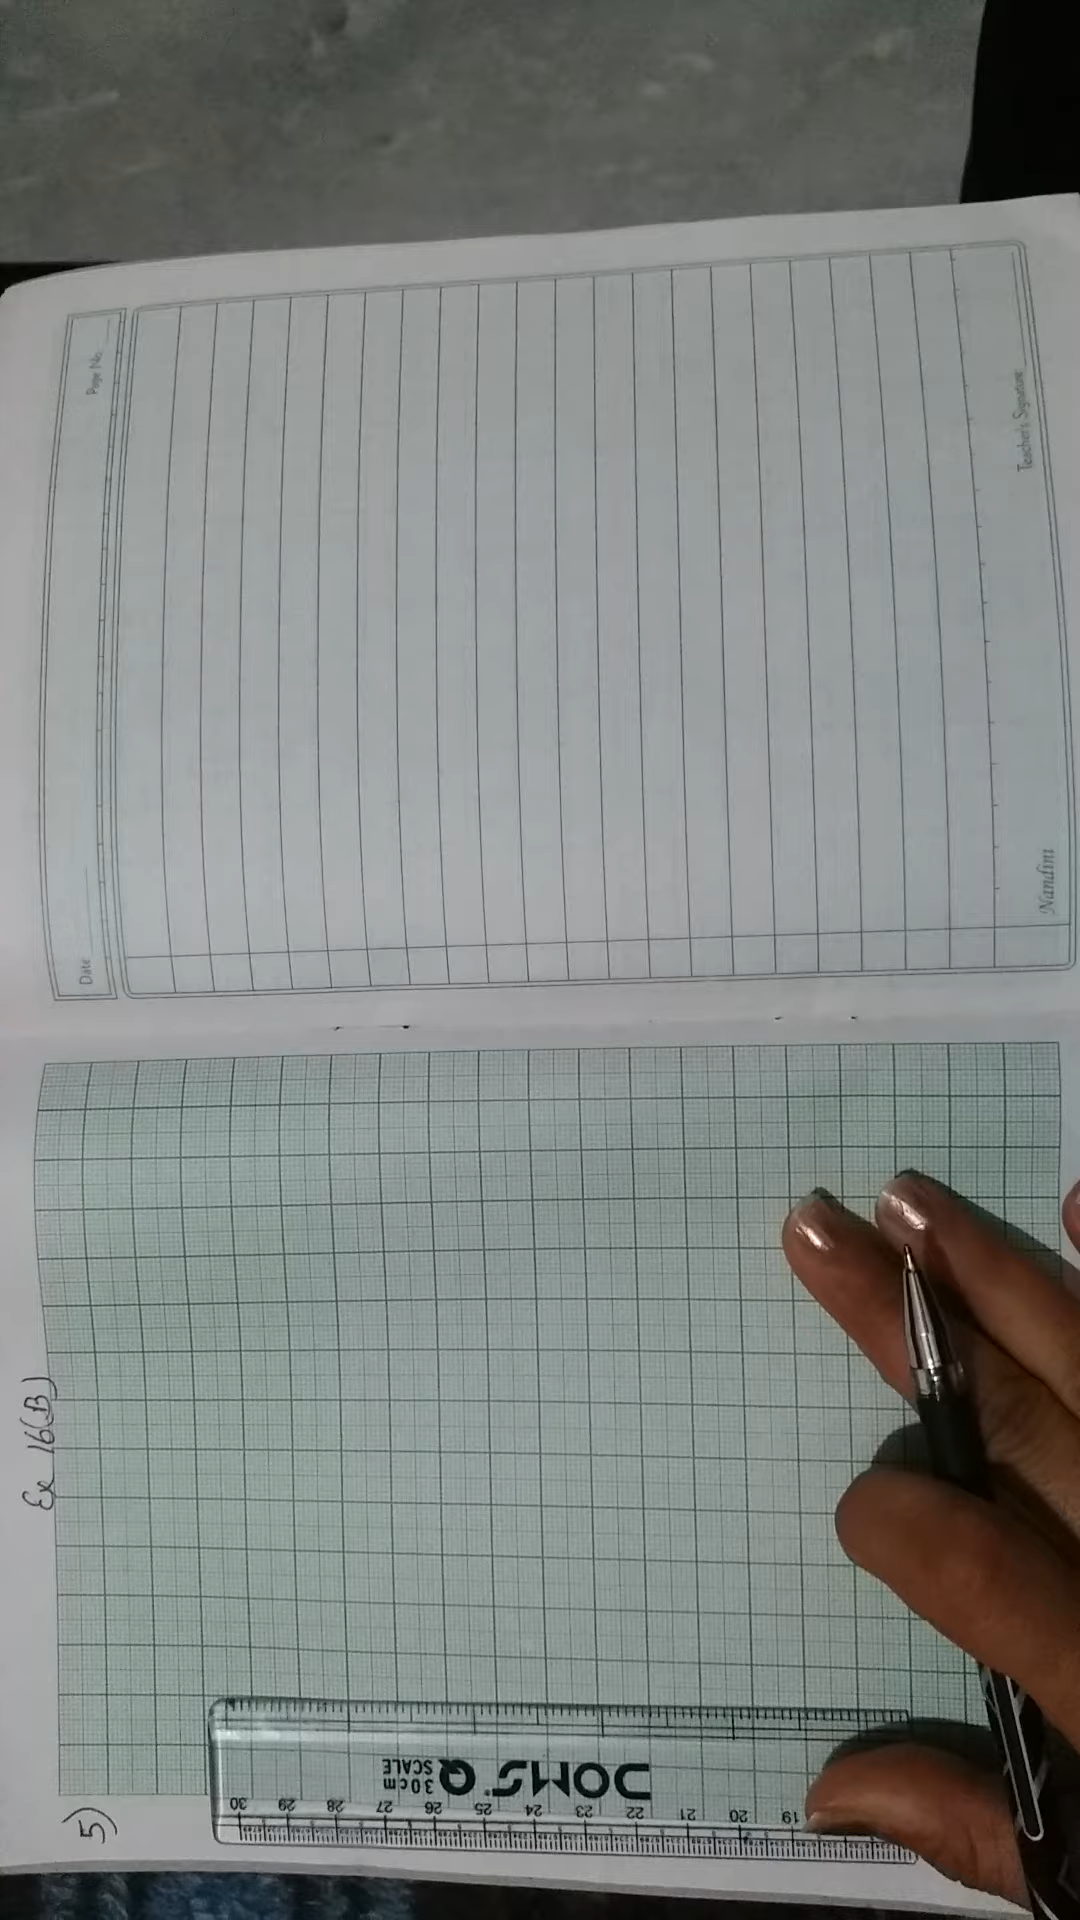 Date
Page No.
Teacher's Signature
Nandini
Ex 16(B)
5)
DOMS Q
30cm
SCALE
30 29 28 27 26 25 24 23 22 21 20 19